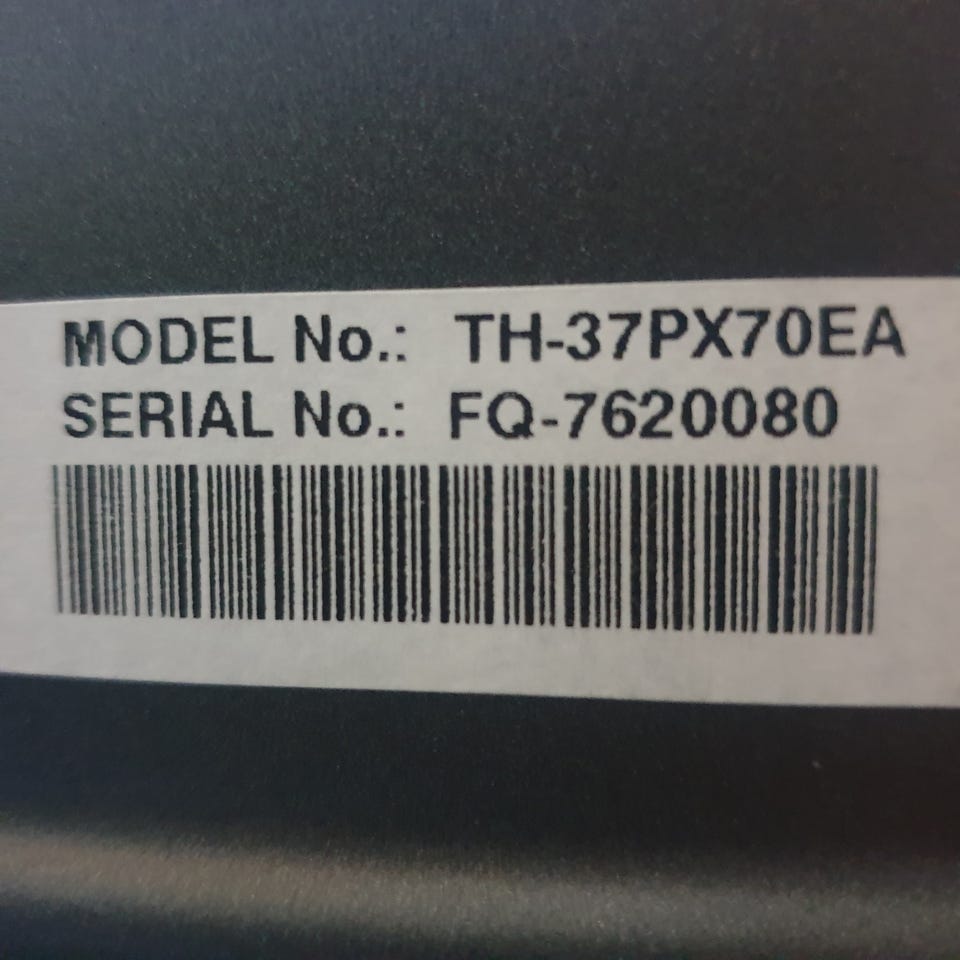 MODEL No.: TH-37PX70EA
SERIAL No.: FQ-7620080